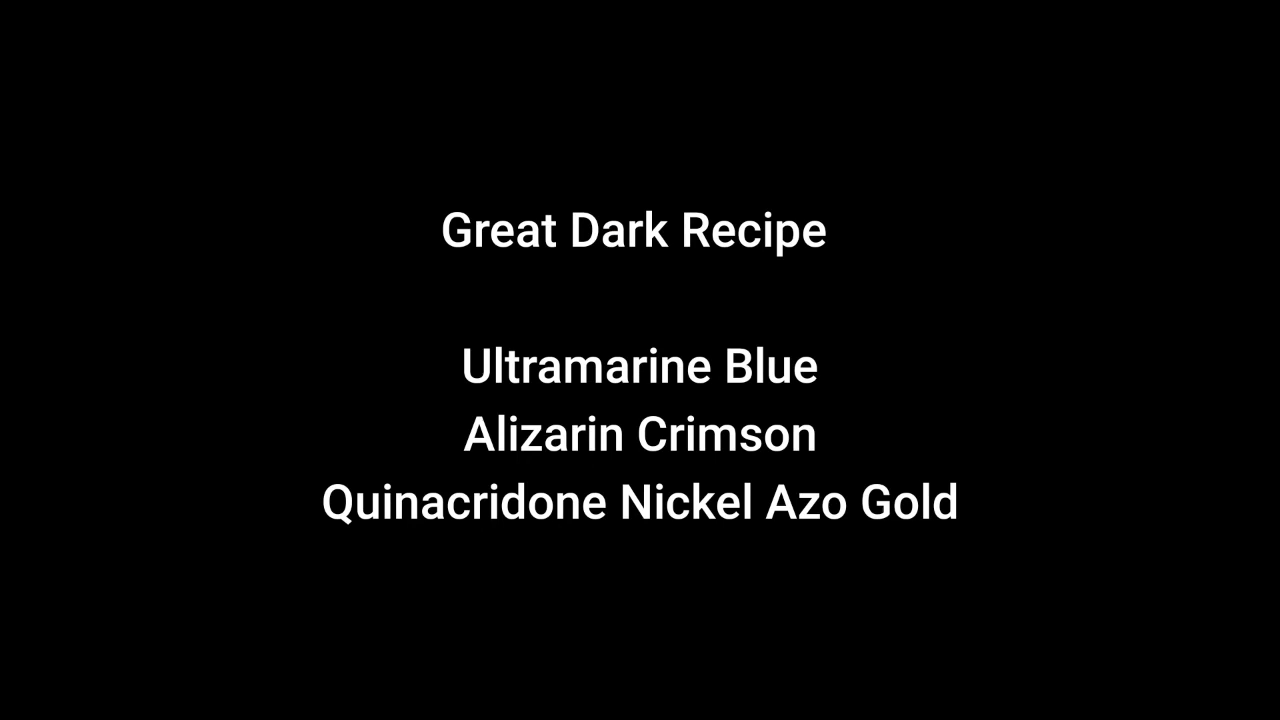 Great Dark Recipe
Ultramarine Blue
Alizarin Crimson
Quinacridone Nickel Azo Gold